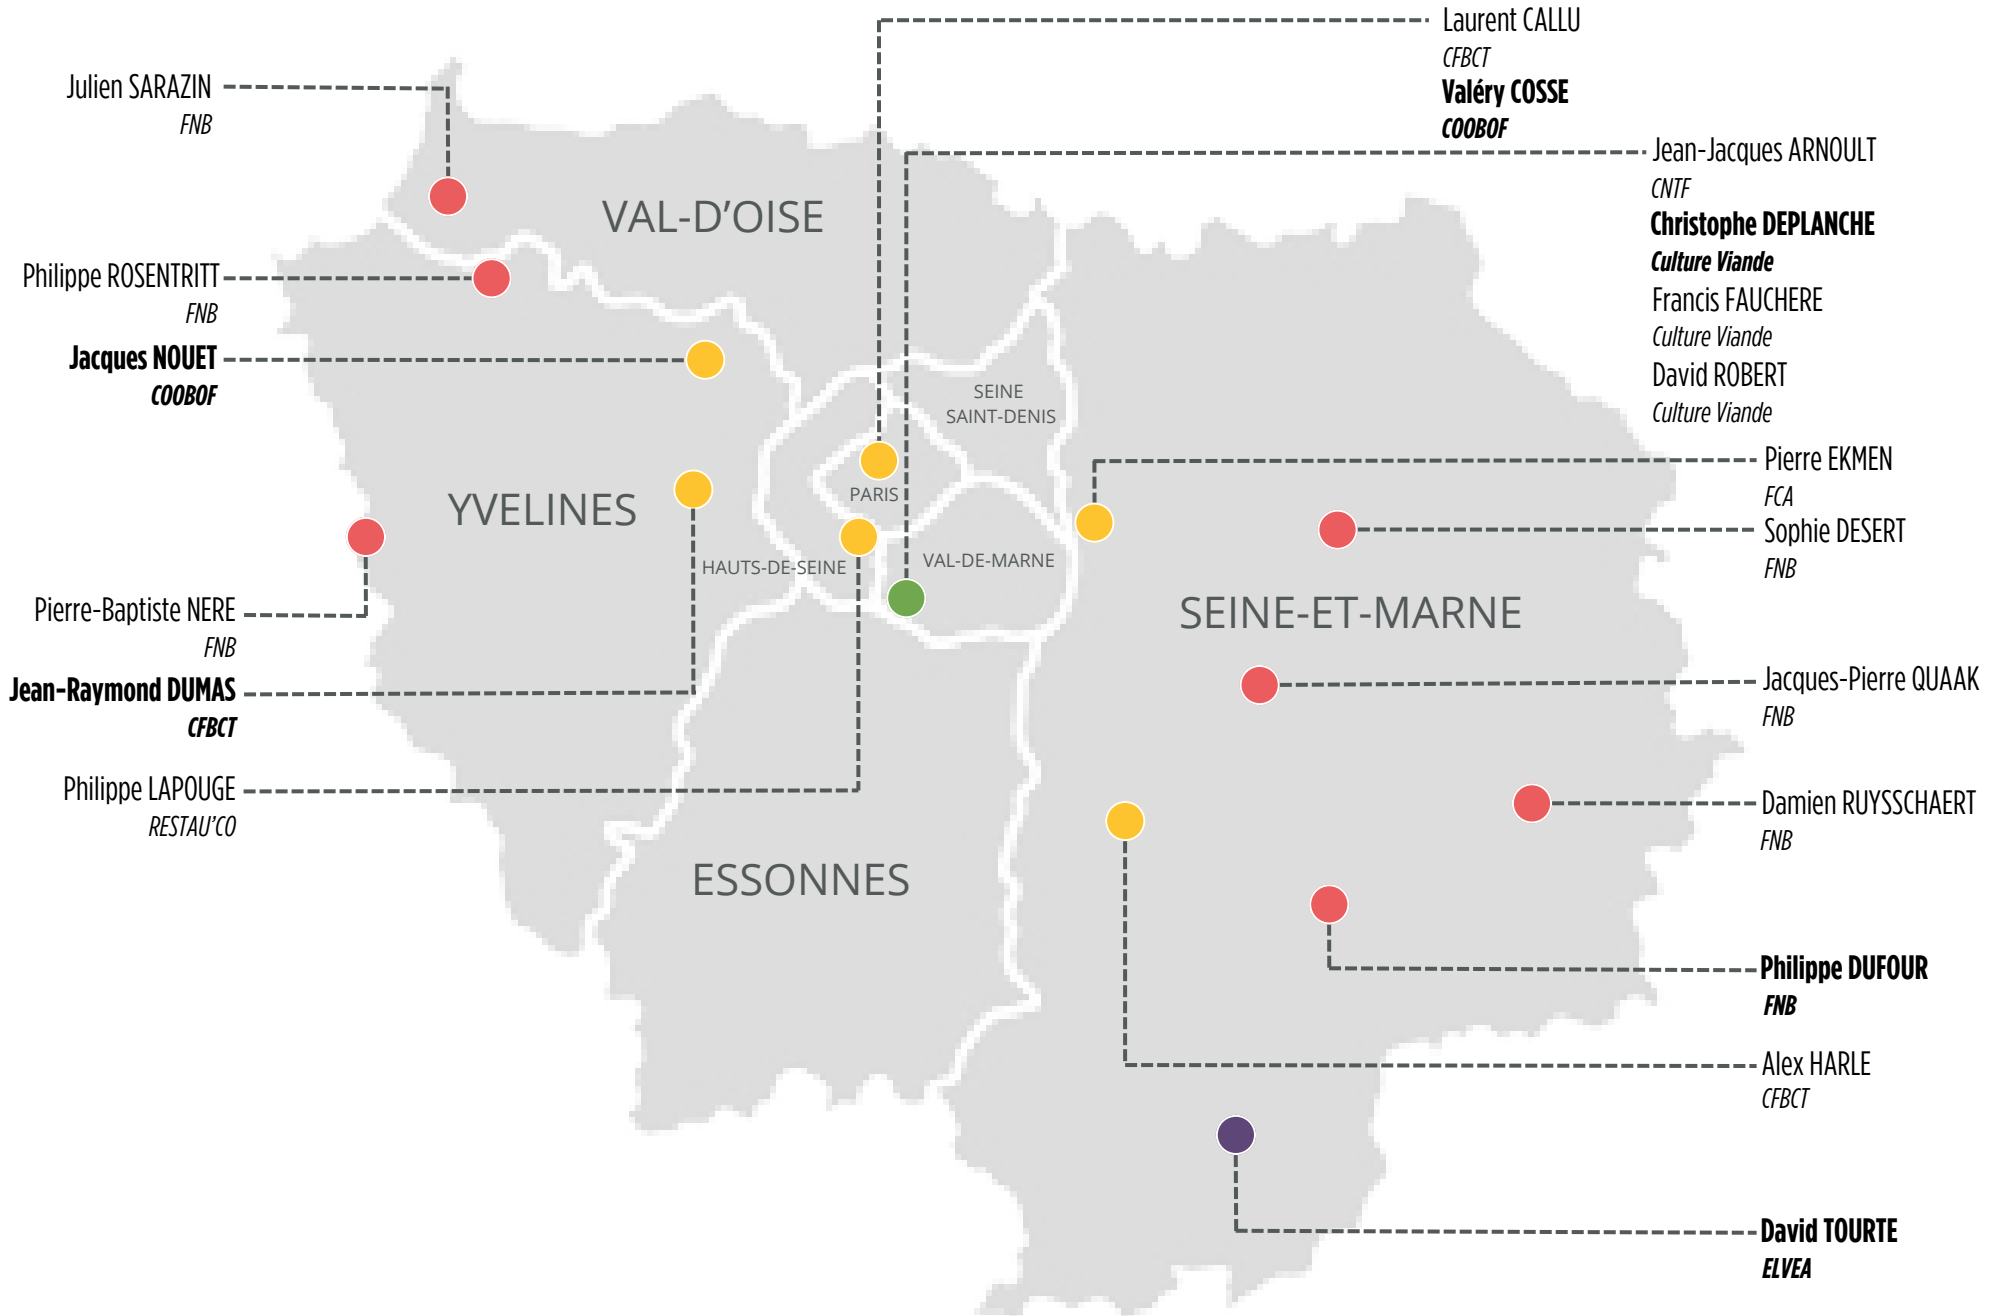 Laurent CALLU
CFBCT
Valéry COSSE
COOBOF
Julien SARAZIN
FNB
Jean-Jacques ARNOULT
CNTF
Christophe DEPLANCHE
Culture Viande
Francis FAUCHERE
Culture Viande
David ROBERT
Culture Viande
VAL-D'OISE
Philippe ROSENTRITT
FNB
Jacques NOUET
COOBOF
SEINE
SAINT-DENIS
Pierre EKMEN
FCA
Sophie DESERT
FNB
PARIS
YVELINES
HAUTS-DE-SEINE
VAL-DE-MARNE
SEINE-ET-MARNE
Pierre-Baptiste NERE
FNB
Jean-Raymond DUMAS
CFBCT
Jacques-Pierre QUAAK
FNB
Philippe LAPOUGE
RESTAU'CO
Damien RUYSSCHAERT
FNB
ESSONNES
Philippe DUFOUR
FNB
Alex HARLE
CFBCT
David TOURTE
ELVEA